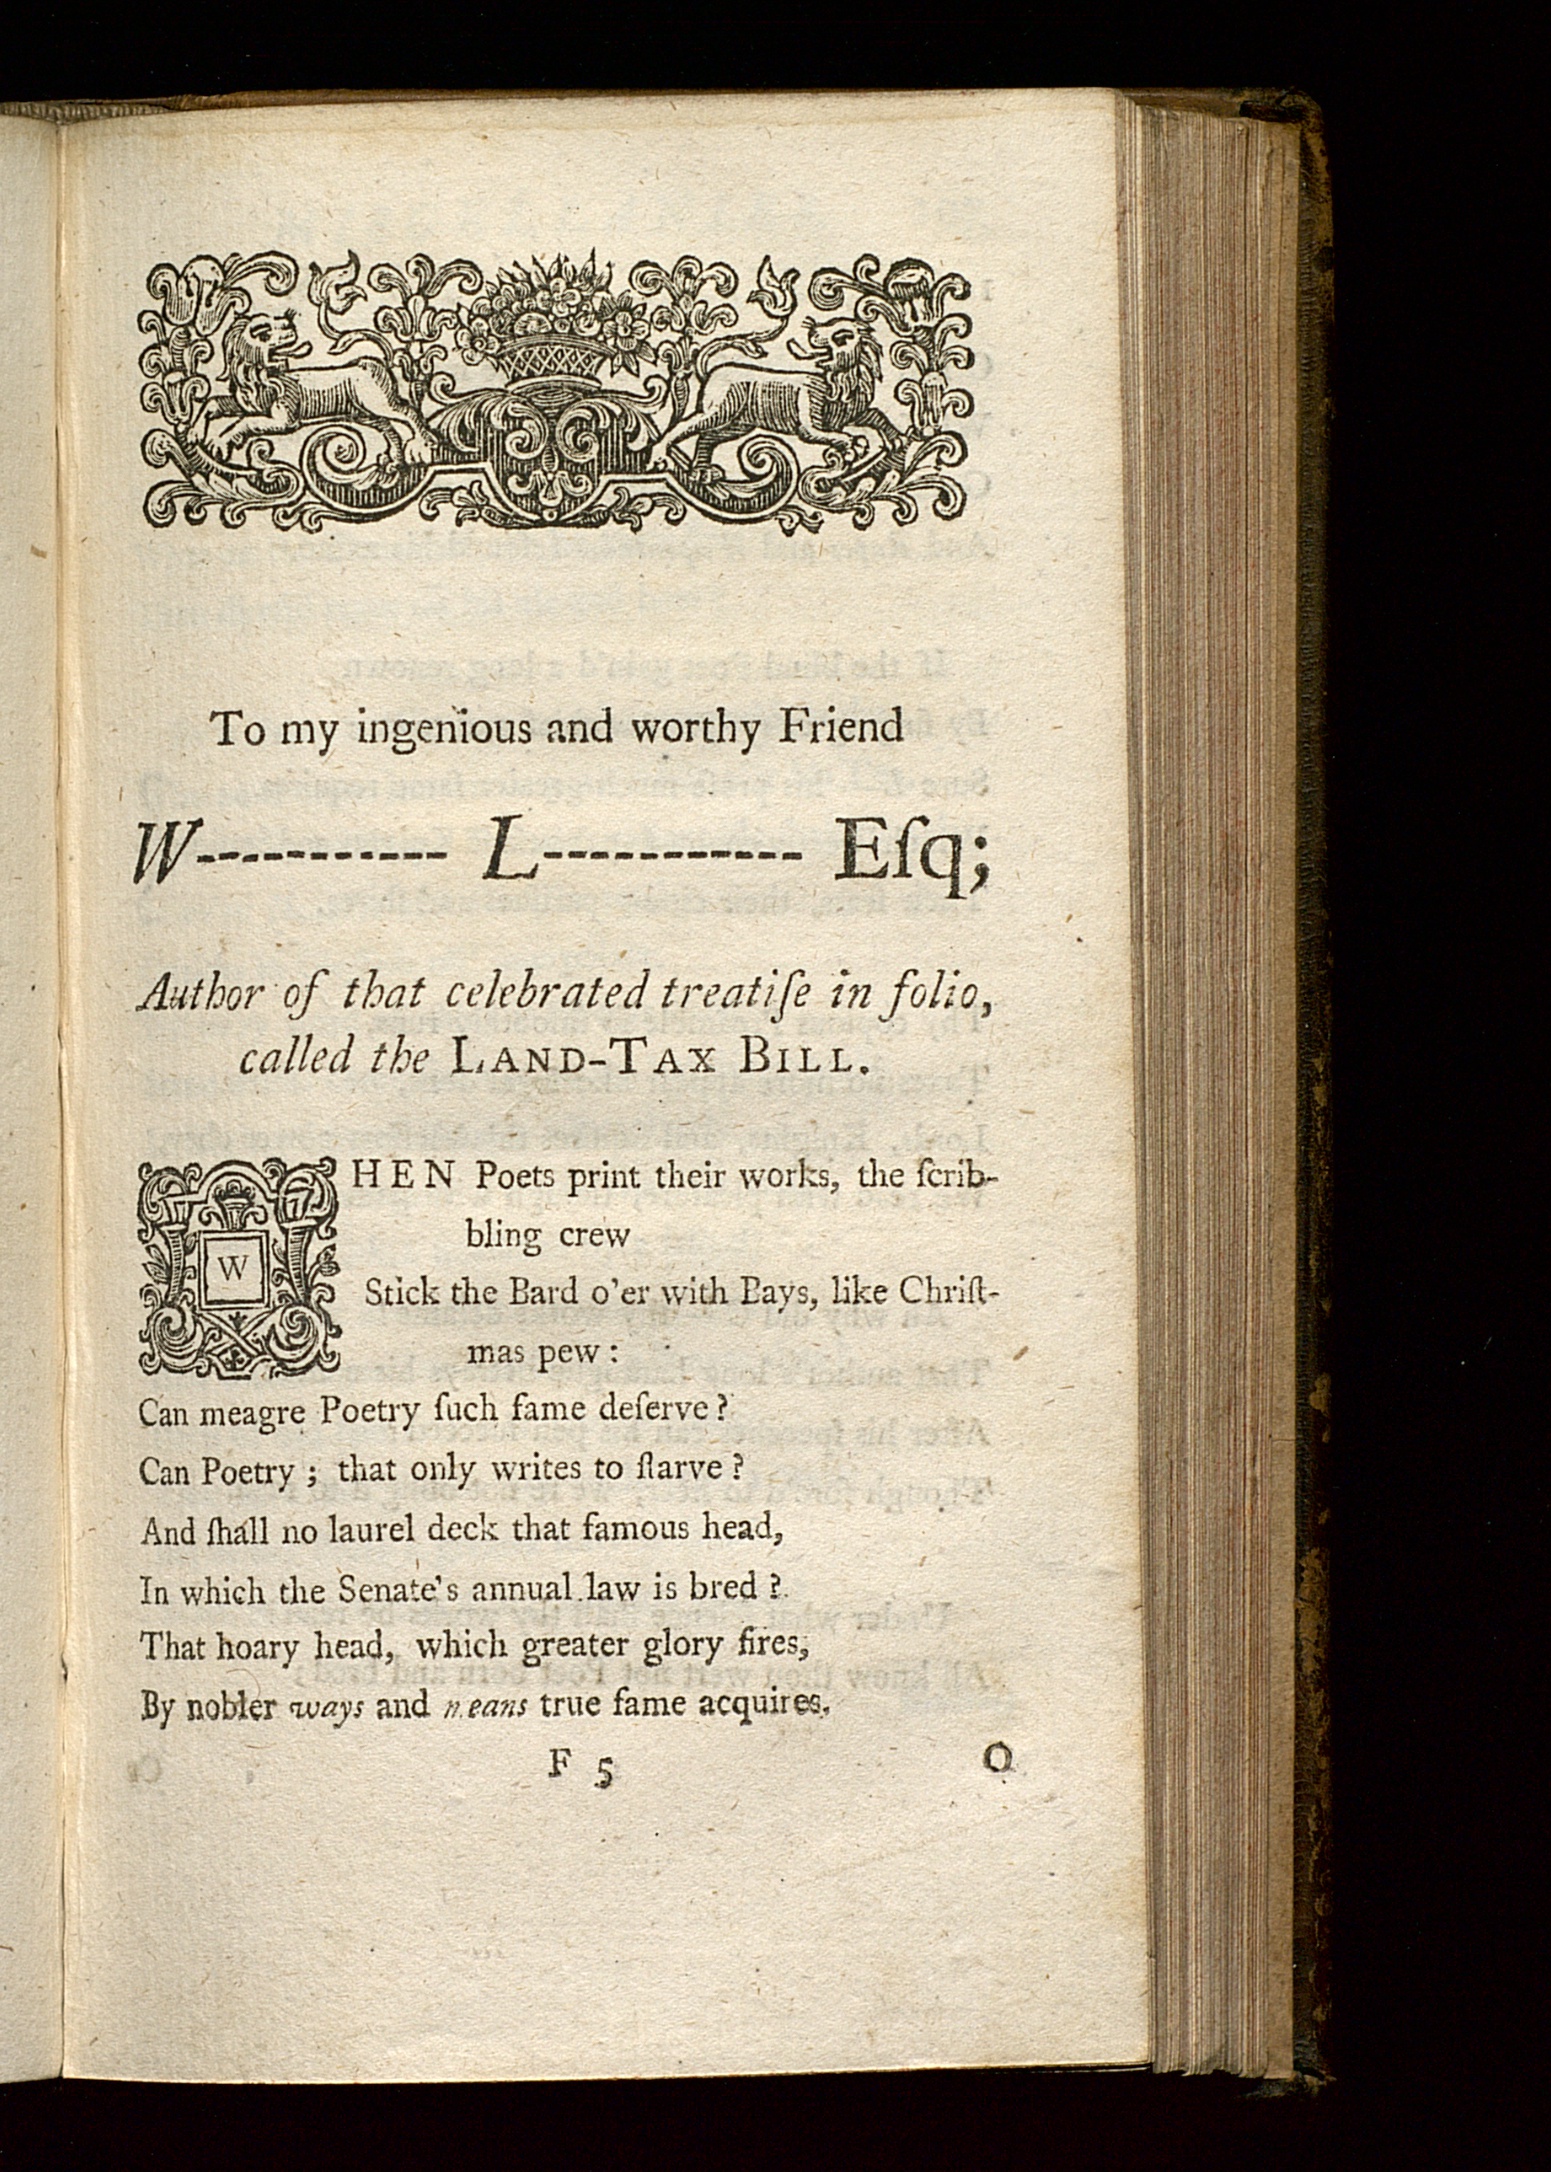 To my ingenious and worthy Friend
W----------- L----------- Eſq;
Author of that celebrated treatiſe in folio,
called the LAND-TAX BILL.
WHEN Poets print their works, the ſcrib-
bling crew
Stick the Bard o'er with Bays, like Chriſt-
mas pew:
Can meagre Poetry ſuch fame deſerve?
Can Poetry; that only writes to ſtarve?
And ſhall no laurel deck that famous head,
In which the Senate's annual law is bred?
That hoary head, which greater glory fires,
By nobler ways and means true fame acquires.
F 5 O